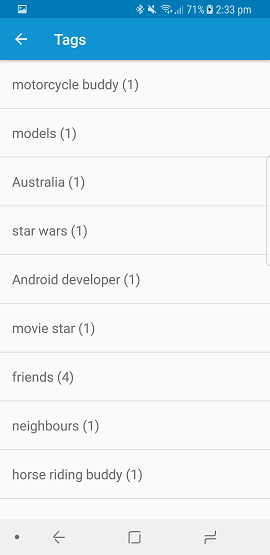 71% 2:33 pm
Tags
motorcycle buddy (1)
models (1)
Australia (1)
star wars (1)
Android developer (1)
movie star (1)
friends (4)
neighbours (1)
horse riding buddy (1)